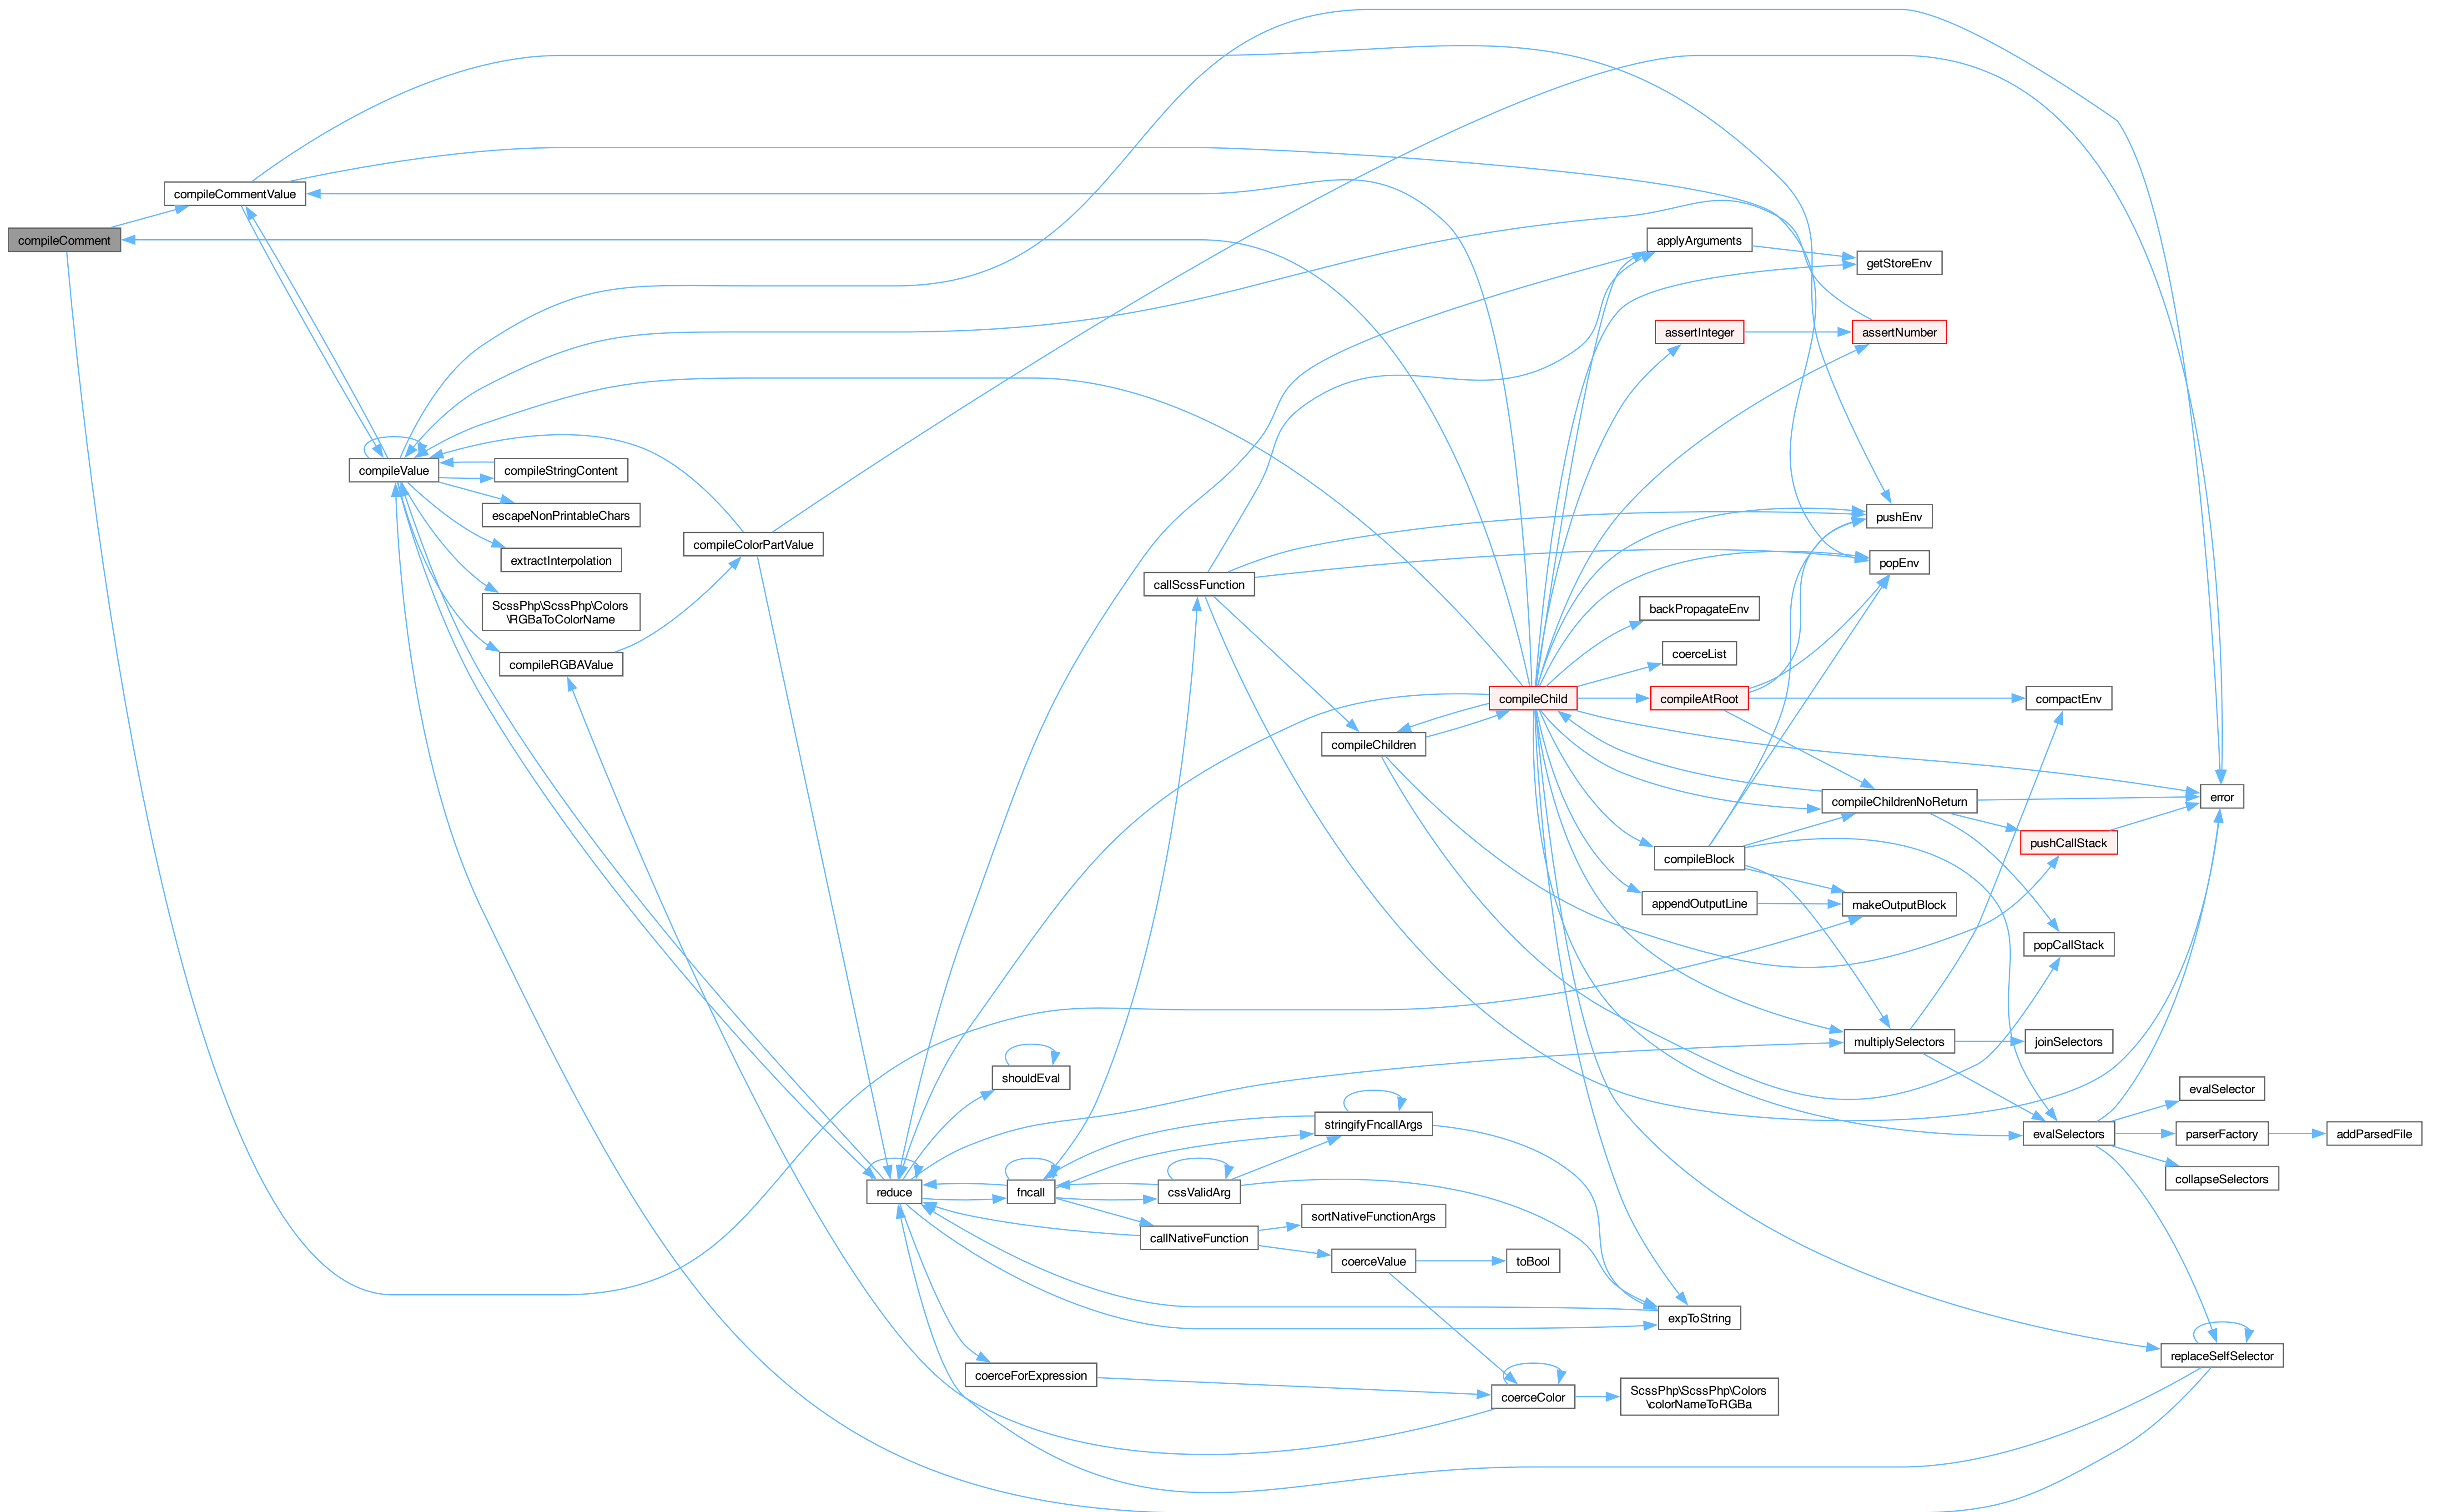 compileComment
compileCommentValue
compileValue
compileStringContent
escapeNonPrintableChars
extractInterpolation
ScssPhp\ScssPhp\Colors
\RGBaToColorName
compileRGBAValue
compileColorPartValue
reduce
shouldEval
fncall
coerceForExpression
callScssFunction
stringifyFncallArgs
cssValidArg
callNativeFunction
sortNativeFunctionArgs
coerceValue
toBool
compileChildren
compileChild
coerceColor
ScssPhp\ScssPhp\Colors
\colorNameToRGBa
expToString
applyArguments
getStoreEnv
assertInteger
assertNumber
pushEnv
popEnv
backPropagateEnv
coerceList
compileAtRoot
compactEnv
compileChildrenNoReturn
error
pushCallStack
compileBlock
appendOutputLine
makeOutputBlock
popCallStack
multiplySelectors
joinSelectors
evalSelectors
evalSelector
parserFactory
addParsedFile
collapseSelectors
replaceSelfSelector